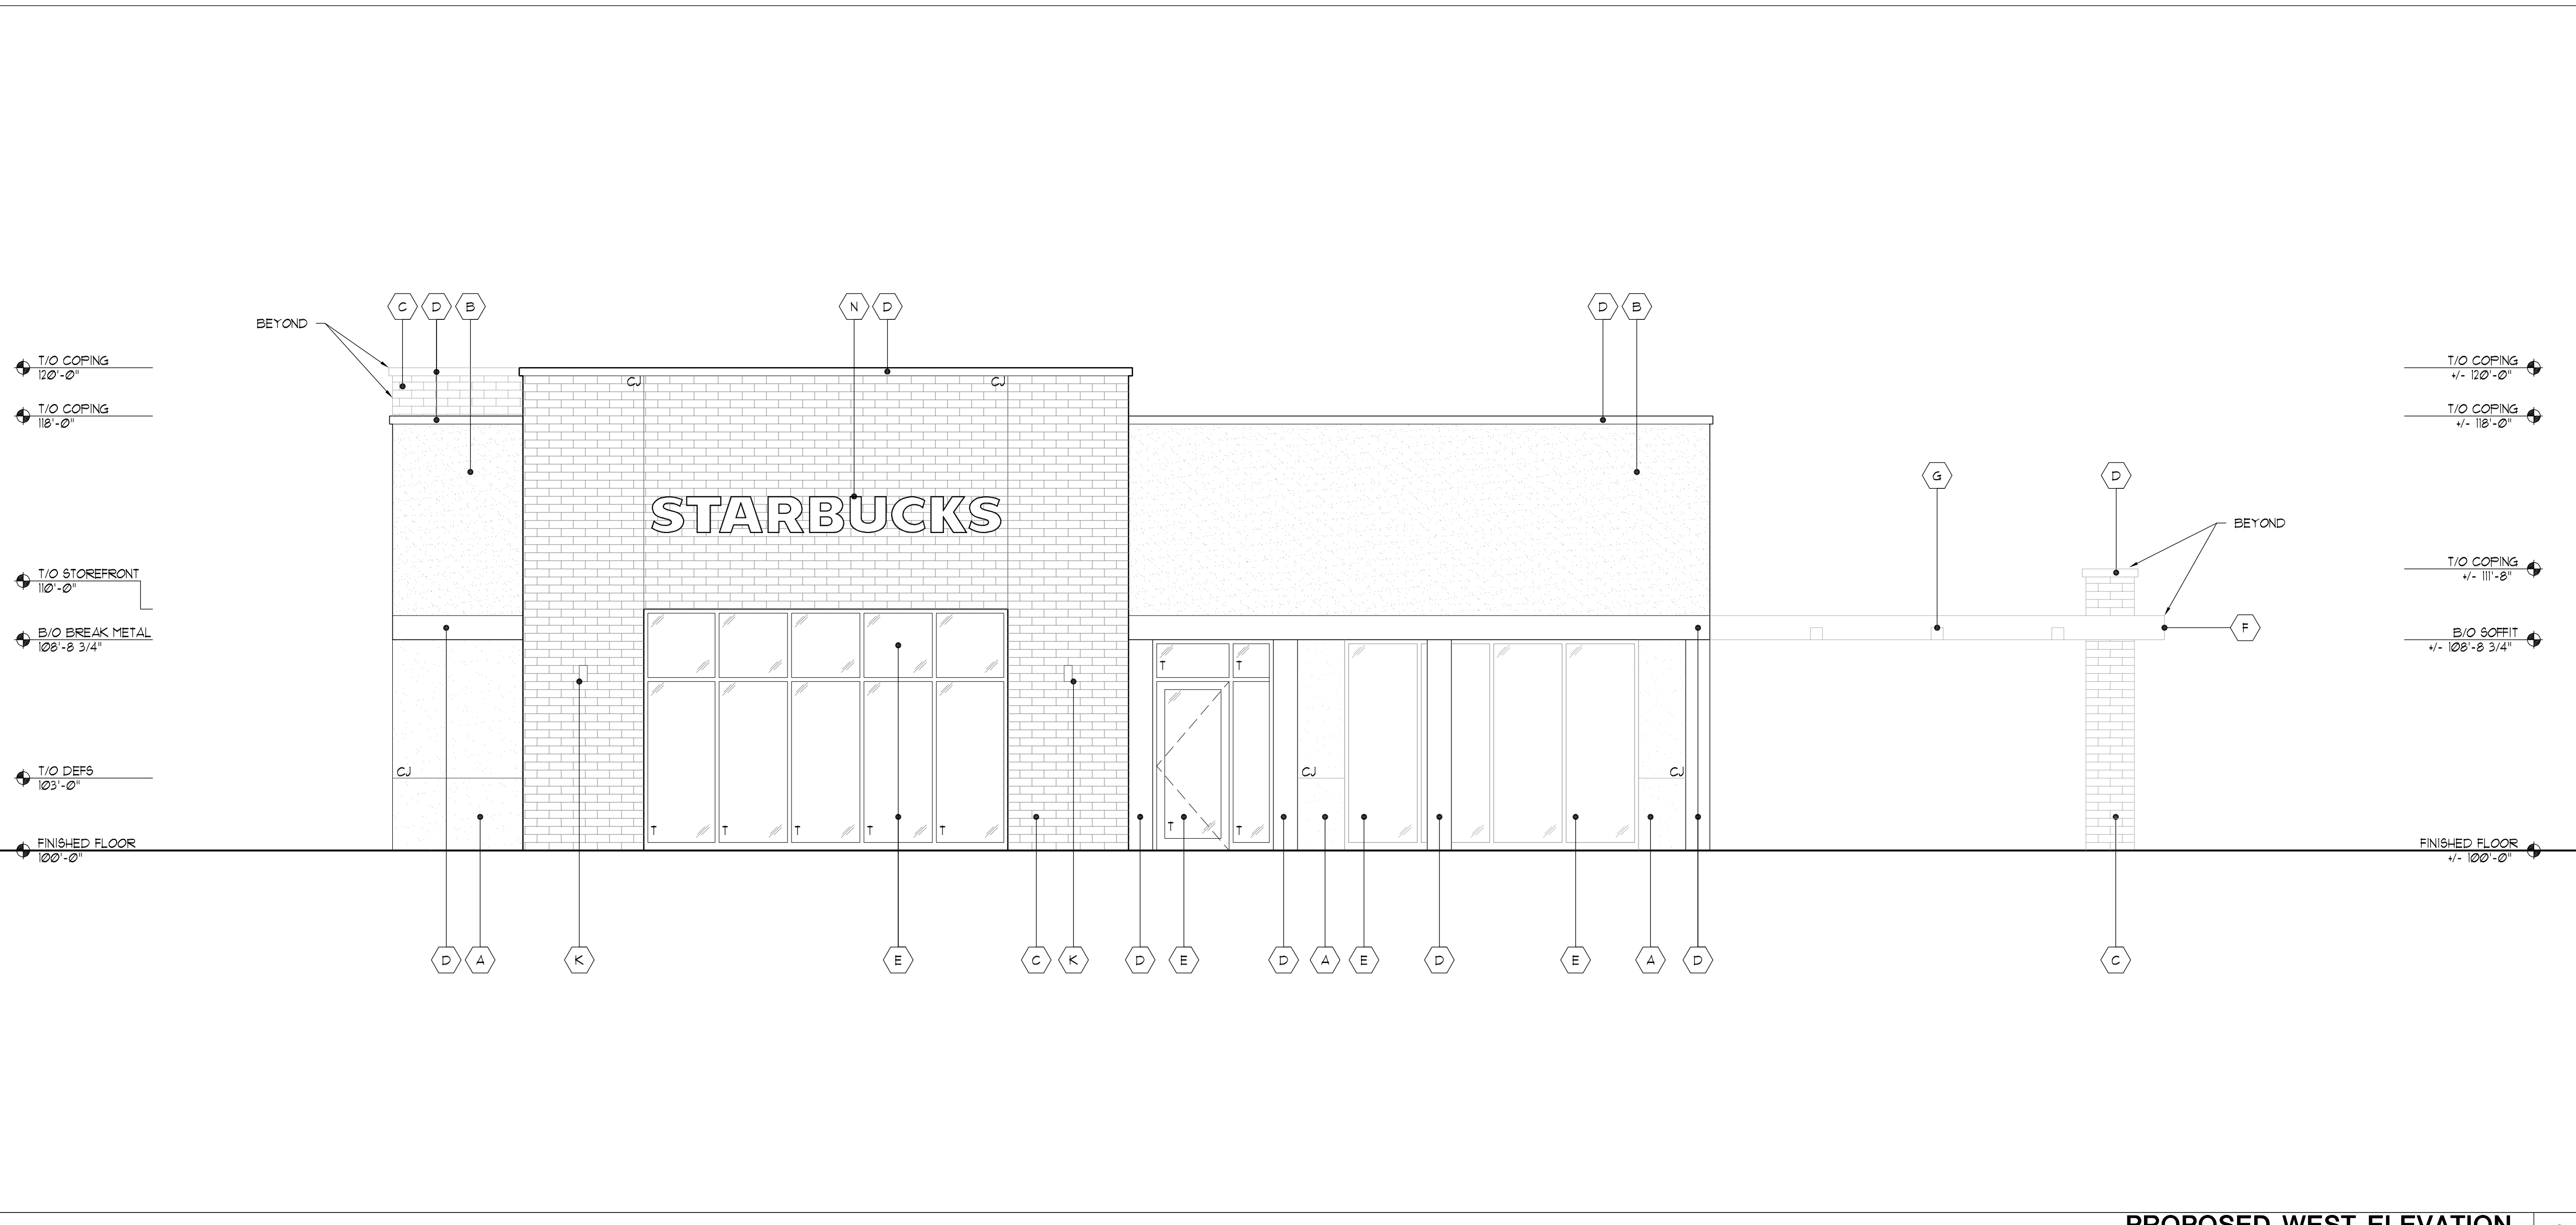 C D B N D D B
BEYOND
T/O COPING
120'-0"
T/O COPING
+/- 120'-0"
CJ CJ
T/O COPING
118'-0"
T/O COPING
+/- 118'-0"
G D
STARBUCKS
BEYOND
T/O STOREFRONT
110'-0"
T/O COPING
+/- 111'-8"
B/O BREAK METAL
108'-8 3/4"
F
B/O SOFFIT
+/- 108'-8 3/4"
T T
T/O DEFS
103'-0"
CJ CJ CJ
T T T T T T T
FINISHED FLOOR
100'-0"
FINISHED FLOOR
+/- 100'-0"
D A K E C K D E D A E D E A D C
PROPOSED WEST ELEVATION